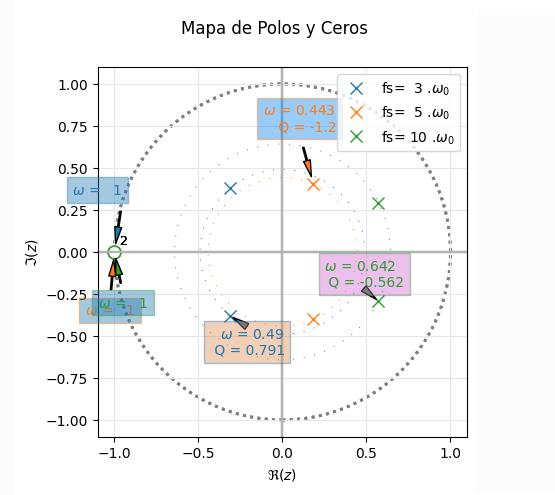 Mapa de Polos y Ceros
fs= 3 .ω₀
fs= 5 .ω₀
fs= 10 .ω₀
ω = 0.443
Q = -1.2
ω = 1
2
ω = 0.642
Q = -0.562
ω = 1
ω = 1
ω = 0.49
Q = 0.791
1.00
0.75
0.50
0.25
0.00
−0.25
−0.50
−0.75
−1.00
ℑ(z)
−1.0 −0.5 0.0 0.5 1.0
ℜ(z)